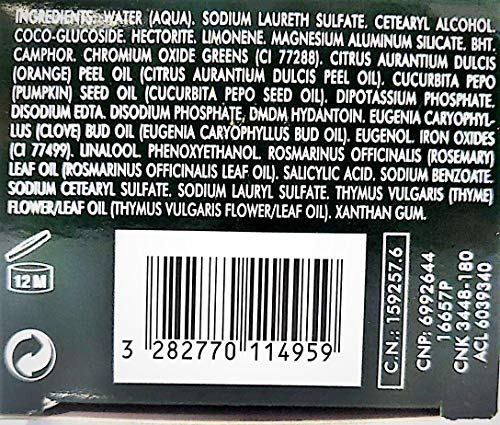 INGREDIENTS: WATER (AQUA). SODIUM LAURETH SULFATE. CETEARYL ALCOHOL.
COCO-GLUCOSIDE. HECTORITE. LIMONENE. MAGNESIUM ALUMINUM SILICATE. BHT.
CAMPHOR. CHROMIUM OXIDE GREENS (CI 77288). CITRUS AURANTIUM DULCIS
(ORANGE) PEEL OIL (CITRUS AURANTIUM DULCIS PEEL OIL). CUCURBITA PEPO
(PUMPKIN) SEED OIL (CUCURBITA PEPO SEED OIL). DIPOTASSIUM PHOSPHATE.
DISODIUM EDTA. DISODIUM PHOSPHATE. DMDM HYDANTOIN. EUGENIA CARYOPHYL-
LUS (CLOVE) BUD OIL (EUGENIA CARYOPHYLLUS BUD OIL). EUGENOL. IRON OXIDES
(CI 77499). LINALOOL. PHENOXYETHANOL. ROSMARINUS OFFICINALIS (ROSEMARY)
LEAF OIL (ROSMARINUS OFFICINALIS LEAF OIL). SALICYLIC ACID. SODIUM BENZOATE.
SODIUM CETEARYL SULFATE. SODIUM LAURYL SULFATE. THYMUS VULGARIS (THYME)
FLOWER/LEAF OIL (THYMUS VULGARIS FLOWER/LEAF OIL). XANTHAN GUM.
12 M
3 282770 114959
C.N.: 159257.6
CNP: 6992644
16657P
CNK 3448-180
ACL 6039340